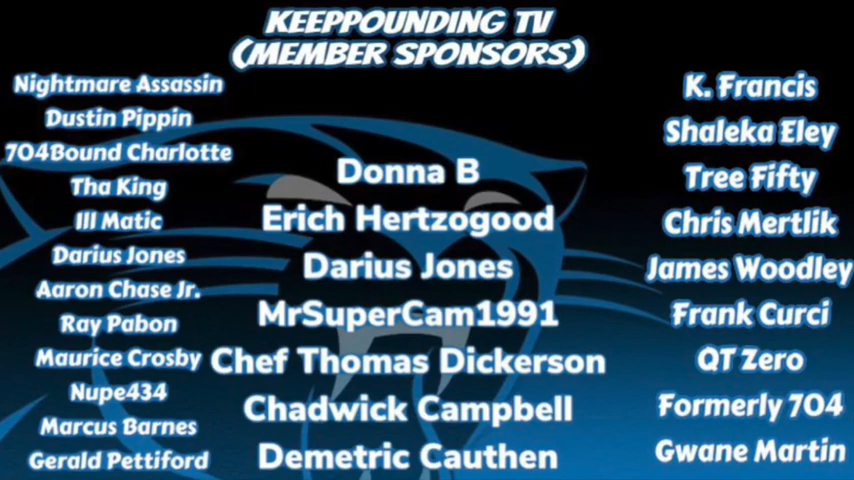 KEEPPOUNDING TV
(MEMBER SPONSORS)
Nightmare Assassin
Dustin Pippin
704Bound Charlotte
Tha King
Ill Matic
Darius Jones
Aaron Chase Jr.
Ray Pabon
Maurice Crosby
Nupe434
Marcus Barnes
Gerald Pettiford
Donna B
Erich Hertzogood
Darius Jones
MrSuperCam1991
Chef Thomas Dickerson
Chadwick Campbell
Demetric Cauthen
K. Francis
Shaleka Eley
Tree Fifty
Chris Mertlik
James Woodley
Frank Curci
QT Zero
Formerly 704
Gwane Martin